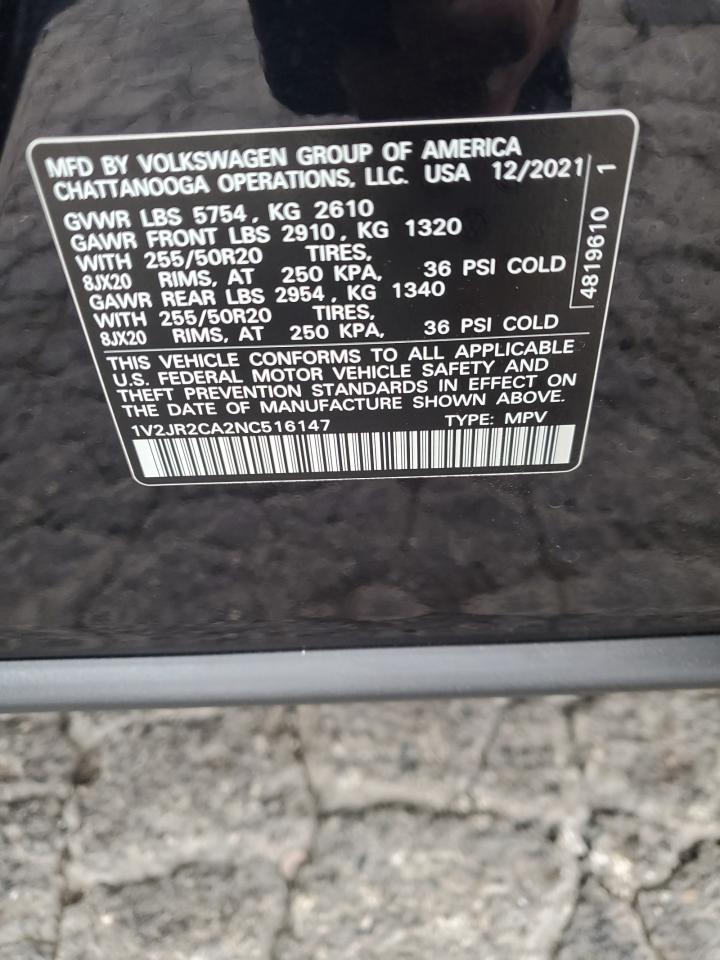 MFD BY VOLKSWAGEN GROUP OF AMERICA
CHATTANOOGA OPERATIONS, LLC. USA 12/2021
GVWR LBS 5754, KG 2610
GAWR FRONT LBS 2910, KG 1320
WITH 255/50R20 TIRES,
8JX20 RIMS, AT 250 KPA, 36 PSI COLD
GAWR REAR LBS 2954, KG 1340
WITH 255/50R20 TIRES,
8JX20 RIMS, AT 250 KPA, 36 PSI COLD
4819610 1
THIS VEHICLE CONFORMS TO ALL APPLICABLE
U.S. FEDERAL MOTOR VEHICLE SAFETY AND
THEFT PREVENTION STANDARDS IN EFFECT ON
THE DATE OF MANUFACTURE SHOWN ABOVE.
1V2JR2CA2NC516147 TYPE: MPV